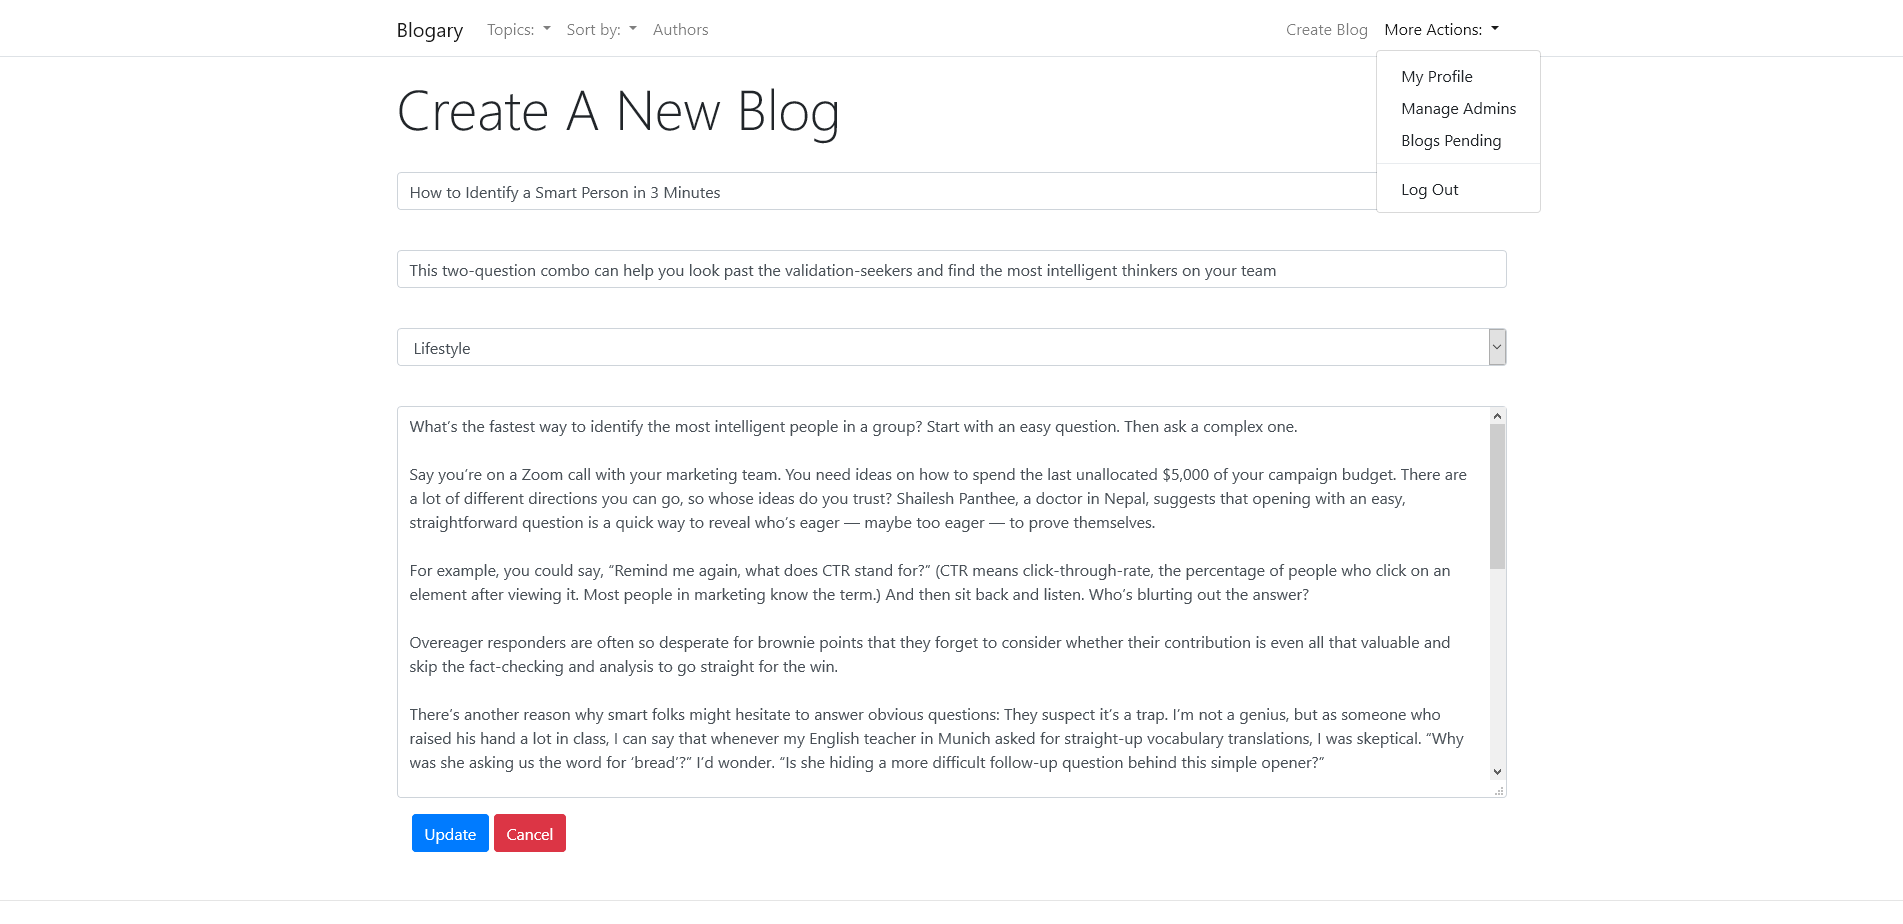 Blogary Topics: Sort by: Authors Create Blog More Actions:
My Profile
Manage Admins
Blogs Pending
Log Out
Create A New Blog
How to Identify a Smart Person in 3 Minutes
This two-question combo can help you look past the validation-seekers and find the most intelligent thinkers on your team
Lifestyle
What’s the fastest way to identify the most intelligent people in a group? Start with an easy question. Then ask a complex one.
Say you’re on a Zoom call with your marketing team. You need ideas on how to spend the last unallocated $5,000 of your campaign budget. There are
a lot of different directions you can go, so whose ideas do you trust? Shailesh Panthee, a doctor in Nepal, suggests that opening with an easy,
straightforward question is a quick way to reveal who’s eager — maybe too eager — to prove themselves.
For example, you could say, “Remind me again, what does CTR stand for?” (CTR means click-through-rate, the percentage of people who click on an
element after viewing it. Most people in marketing know the term.) And then sit back and listen. Who’s blurting out the answer?
Overeager responders are often so desperate for brownie points that they forget to consider whether their contribution is even all that valuable and
skip the fact-checking and analysis to go straight for the win.
There’s another reason why smart folks might hesitate to answer obvious questions: They suspect it’s a trap. I’m not a genius, but as someone who
raised his hand a lot in class, I can say that whenever my English teacher in Munich asked for straight-up vocabulary translations, I was skeptical. “Why
was she asking us the word for ‘bread’?” I’d wonder. “Is she hiding a more difficult follow-up question behind this simple opener?”
Update Cancel